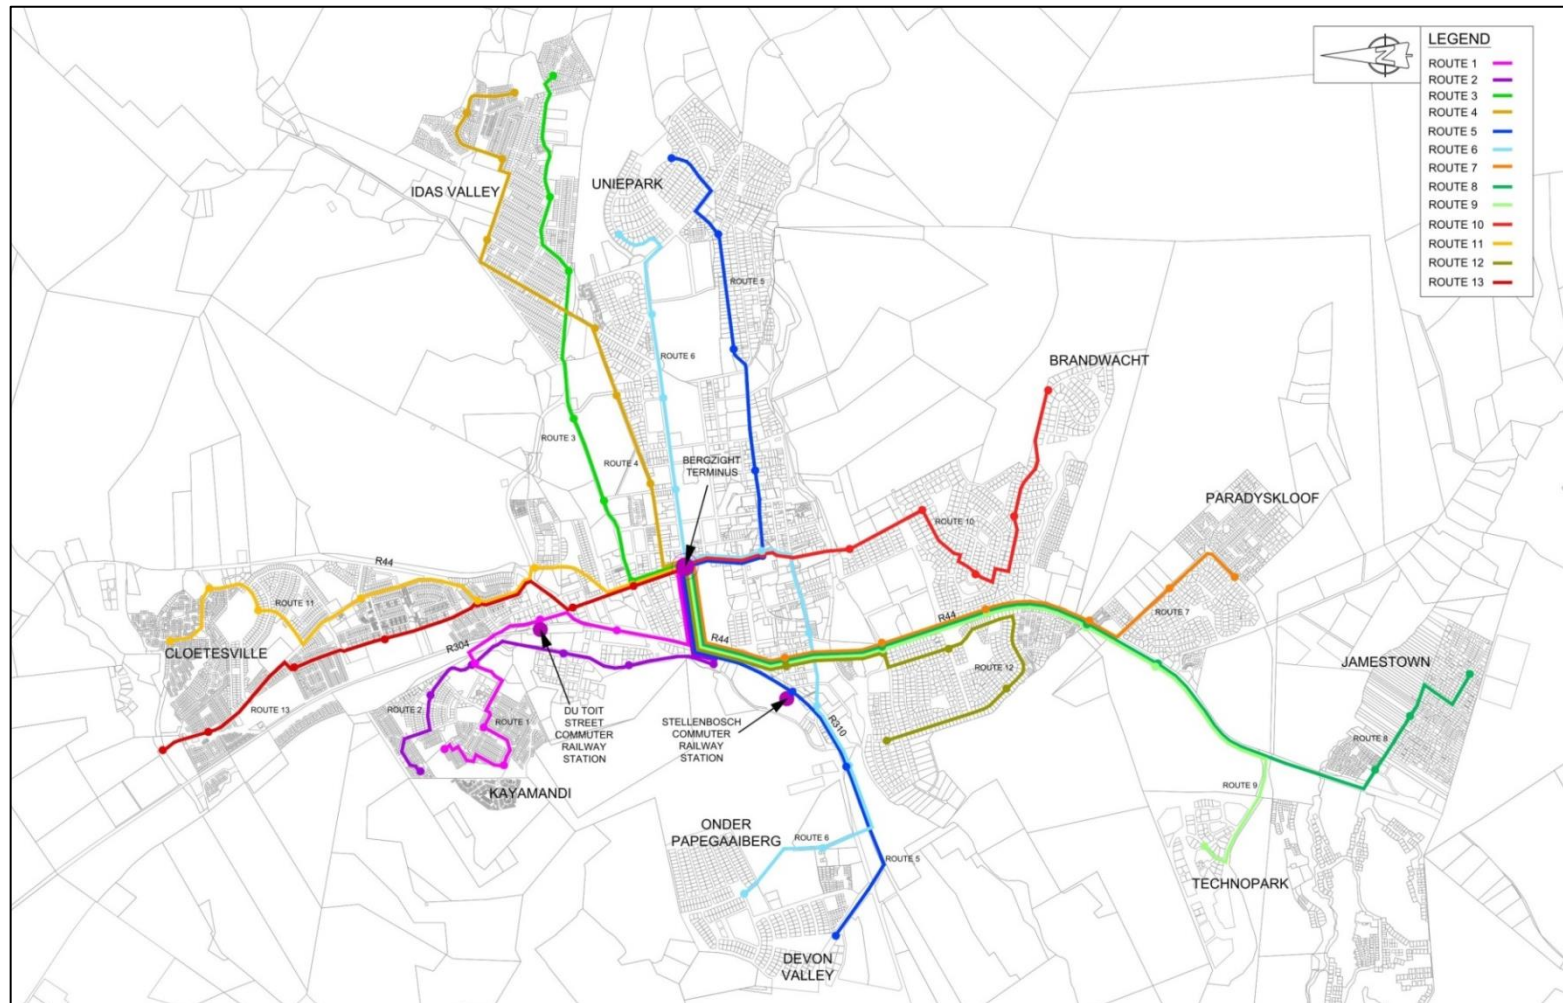 LEGEND
ROUTE 1
ROUTE 2
ROUTE 3
ROUTE 4
ROUTE 5
ROUTE 6
ROUTE 7
ROUTE 8
ROUTE 9
ROUTE 10
ROUTE 11
ROUTE 12
ROUTE 13
N
IDAS VALLEY
UNIEPARK
ROUTE 5
ROUTE 6
BRANDWACHT
ROUTE 3
ROUTE 4
BERGZIGHT
TERMINUS
PARADYSKLOOF
ROUTE 10
R44
ROUTE 11
R44
R44
ROUTE 7
CLOETESVILLE
R304
ROUTE 12
JAMESTOWN
ROUTE 13
ROUTE 2
ROUTE 1
DU TOIT
STREET
COMMUTER
RAILWAY
STATION
STELLENBOSCH
COMMUTER
RAILWAY
STATION
R310
ROUTE 8
ROUTE 9
KAYAMANDI
ONDER
PAPEGAAIBERG
ROUTE 6
ROUTE 5
TECHNOPARK
DEVON
VALLEY